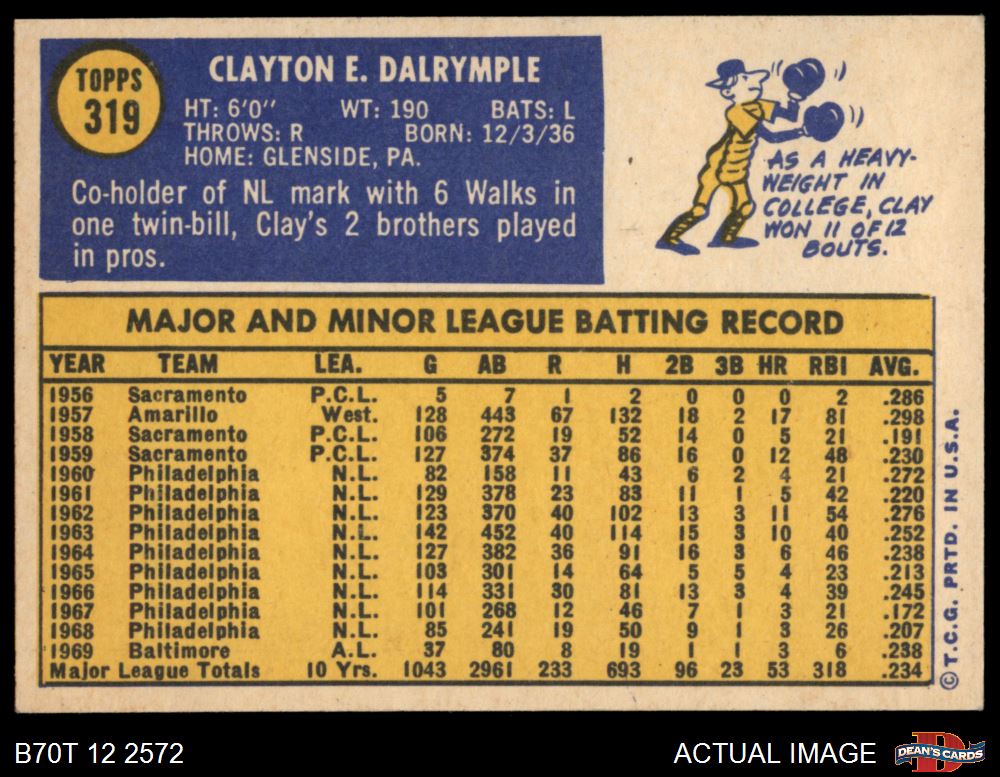 TOPPS
319
CLAYTON E. DALRYMPLE
HT: 6'0" WT: 190 BATS: L
THROWS: R BORN: 12/3/36
HOME: GLENSIDE, PA.
Co-holder of NL mark with 6 Walks in
one twin-bill, Clay's 2 brothers played
in pros.
AS A HEAVY-
WEIGHT IN
COLLEGE, CLAY
WON 11 OF 12
BOUTS.
MAJOR AND MINOR LEAGUE BATTING RECORD
YEAR TEAM LEA. G AB R H 2B 3B HR RBI AVG.
1956 Sacramento P.C.L. 5 7 1 2 0 0 0 2 .286
1957 Amarillo West. 128 443 67 132 18 2 17 81 .298
1958 Sacramento P.C.L. 106 272 19 52 14 0 5 21 .191
1959 Sacramento P.C.L. 127 374 37 86 16 0 12 48 .230
1960 Philadelphia N.L. 82 158 11 43 6 2 4 21 .272
1961 Philadelphia N.L. 129 378 23 83 11 1 5 42 .220
1962 Philadelphia N.L. 123 370 40 102 13 3 11 54 .276
1963 Philadelphia N.L. 142 452 40 114 15 3 10 40 .252
1964 Philadelphia N.L. 127 382 36 91 16 3 6 46 .238
1965 Philadelphia N.L. 103 301 14 64 5 5 4 23 .213
1966 Philadelphia N.L. 114 331 30 81 13 3 4 39 .245
1967 Philadelphia N.L. 101 268 12 46 7 1 3 21 .172
1968 Philadelphia N.L. 85 241 19 50 9 1 3 26 .207
1969 Baltimore A.L. 37 80 8 19 1 1 3 6 .238
Major League Totals 10 Yrs. 1043 2961 233 693 96 23 53 318 .234
© T.C.G. PRTD. IN U.S.A.
B70T 12 2572
ACTUAL IMAGE
D
DEAN'S CARDS